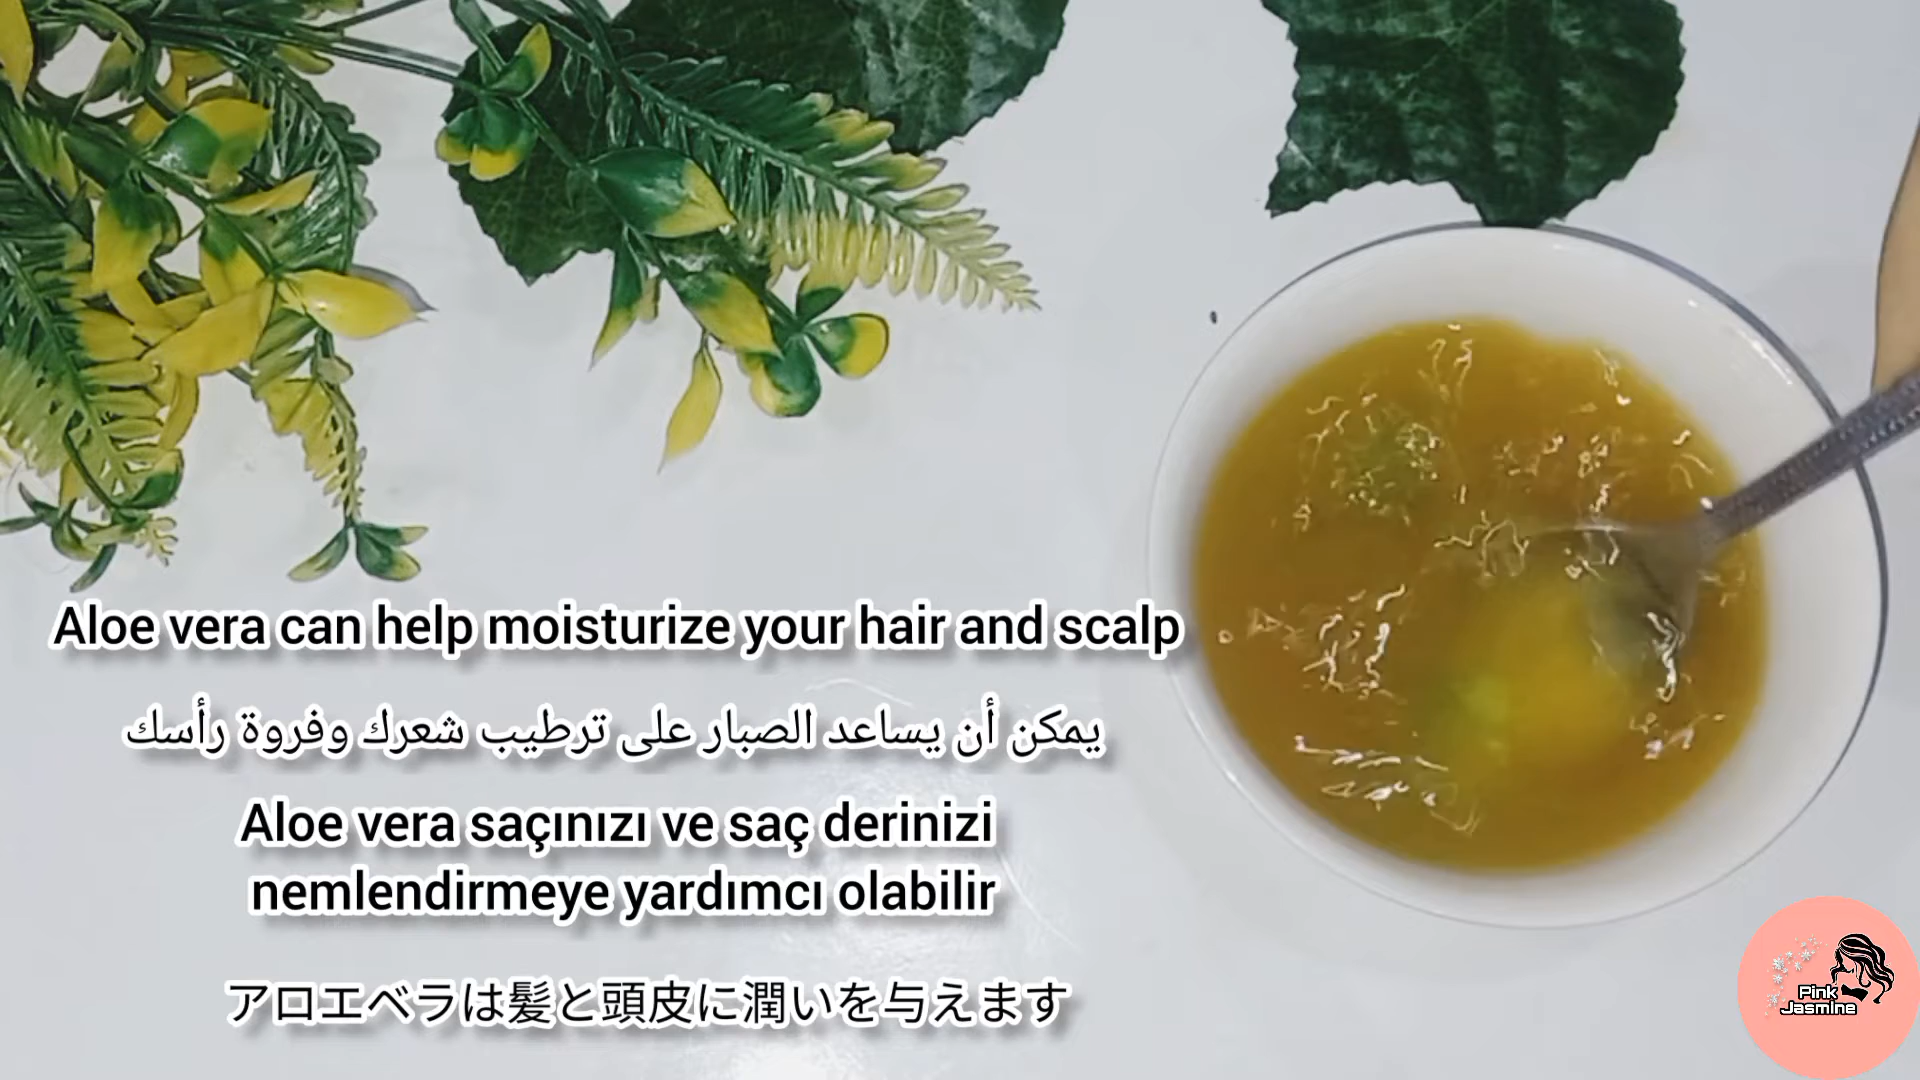 Aloe vera can help moisturize your hair and scalp
يمكن أن يساعد الصبار على ترطيب شعرك وفروة رأسك
Aloe vera saçınızı ve saç derinizi
nemlendirmeye yardımcı olabilir
アロエベラは髪と頭皮に潤いを与えます
Pink
Jasmine